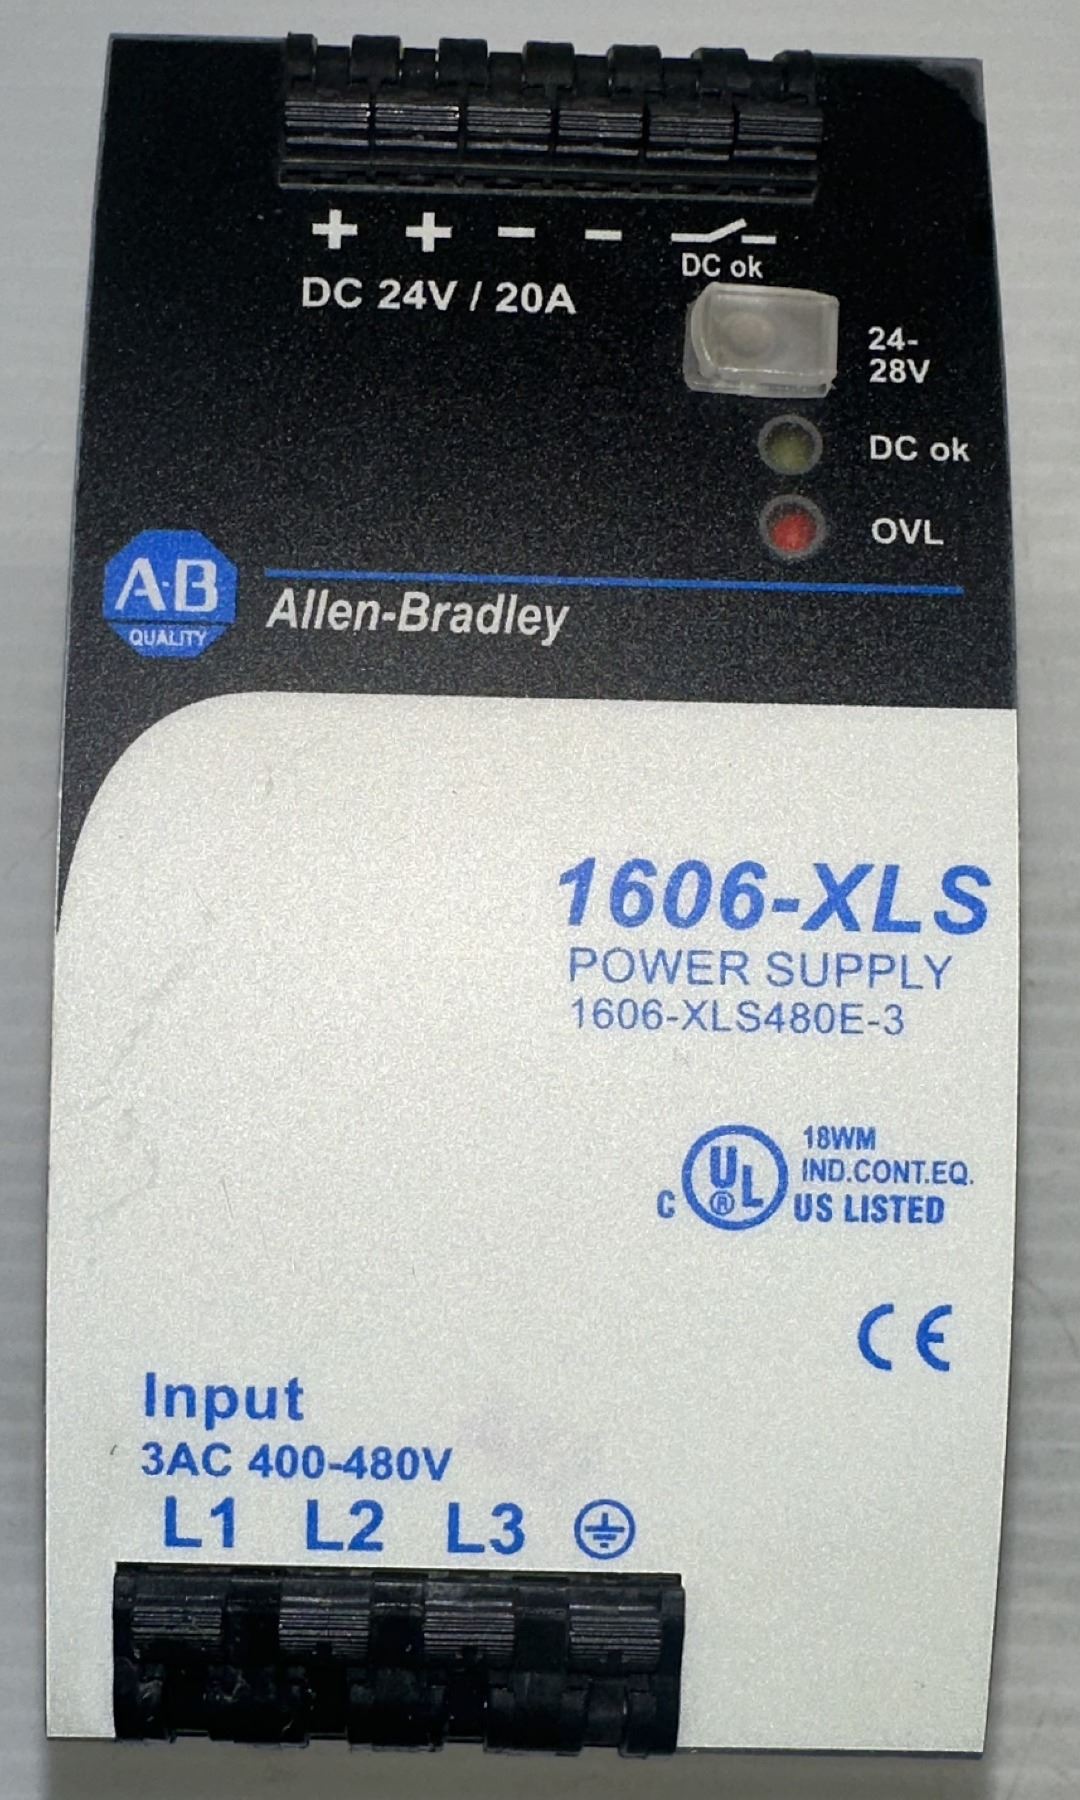 + + − −
DC ok
DC 24V / 20A
24-
28V
DC ok
OVL
A·B
QUALITY
Allen-Bradley
1606-XLS
POWER SUPPLY
1606-XLS480E-3
18WM
IND.CONT.EQ.
C UL ® US LISTED
CE
Input
3AC 400-480V
L1 L2 L3